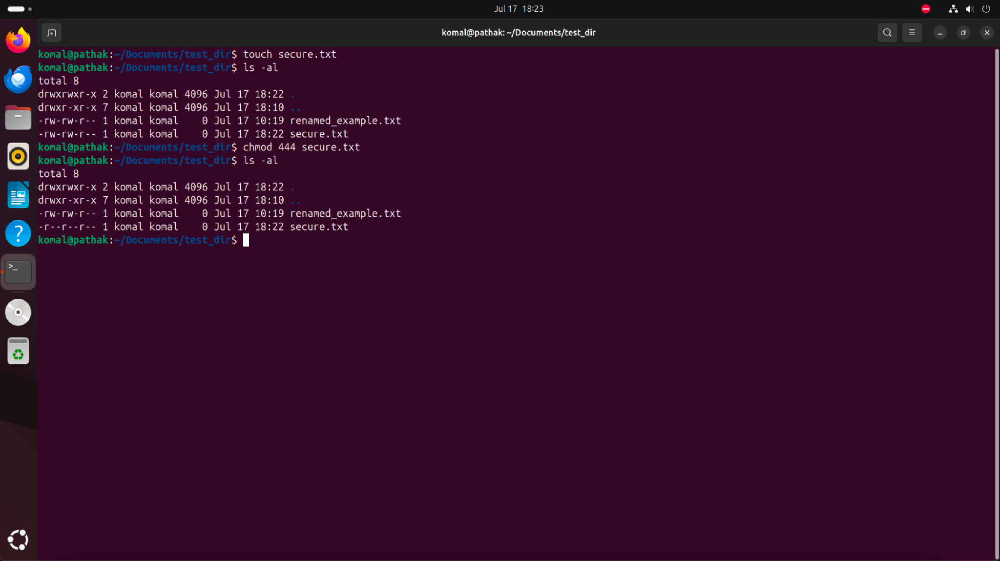 Jul 17 18:23
komal@pathak: ~/Documents/test_dir
komal@pathak:~/Documents/test_dir$ touch secure.txt
komal@pathak:~/Documents/test_dir$ ls -al
total 8
drwxrwxr-x 2 komal komal 4096 Jul 17 18:22 .
drwxr-xr-x 7 komal komal 4096 Jul 17 18:10 ..
-rw-rw-r-- 1 komal komal    0 Jul 17 10:19 renamed_example.txt
-rw-rw-r-- 1 komal komal    0 Jul 17 18:22 secure.txt
komal@pathak:~/Documents/test_dir$ chmod 444 secure.txt
komal@pathak:~/Documents/test_dir$ ls -al
total 8
drwxrwxr-x 2 komal komal 4096 Jul 17 18:22 .
drwxr-xr-x 7 komal komal 4096 Jul 17 18:10 ..
-rw-rw-r-- 1 komal komal    0 Jul 17 10:19 renamed_example.txt
-r--r--r-- 1 komal komal    0 Jul 17 18:22 secure.txt
komal@pathak:~/Documents/test_dir$